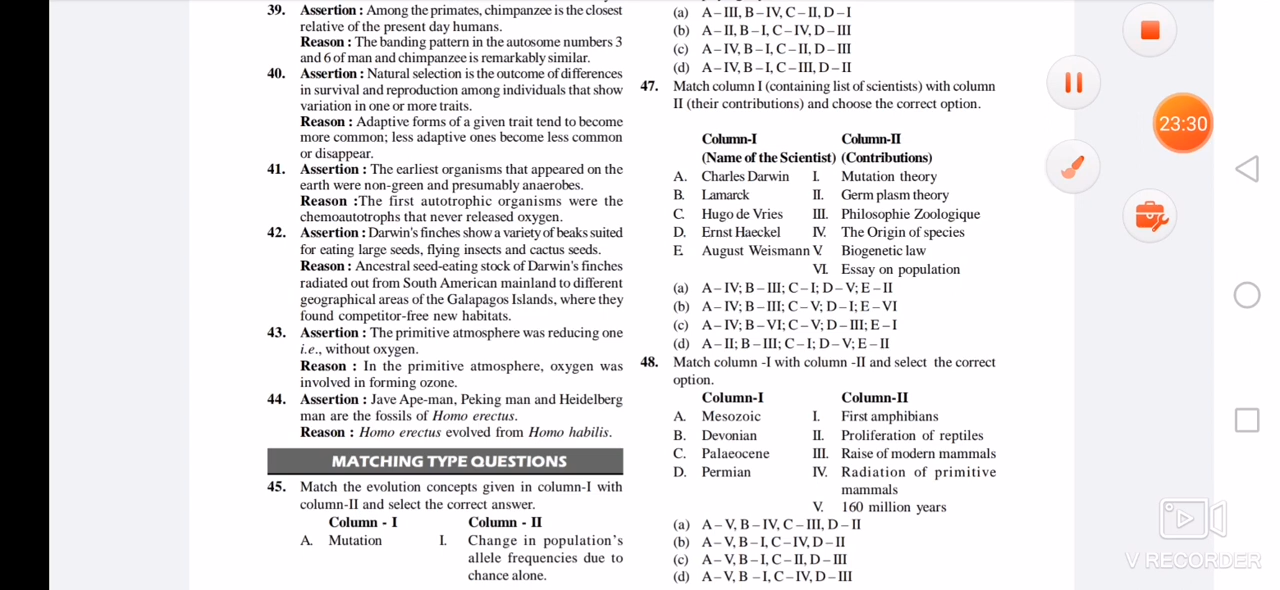 39. Assertion : Among the primates, chimpanzee is the closest
relative of the present day humans.
Reason : The banding pattern in the autosome numbers 3
and 6 of man and chimpanzee is remarkably similar.
40. Assertion : Natural selection is the outcome of differences
in survival and reproduction among individuals that show
variation in one or more traits.
Reason : Adaptive forms of a given trait tend to become
more common; less adaptive ones become less common
or disappear.
41. Assertion : The earliest organisms that appeared on the
earth were non-green and presumably anaerobes.
Reason :The first autotrophic organisms were the
chemoautotrophs that never released oxygen.
42. Assertion : Darwin's finches show a variety of beaks suited
for eating large seeds, flying insects and cactus seeds.
Reason : Ancestral seed-eating stock of Darwin's finches
radiated out from South American mainland to different
geographical areas of the Galapagos Islands, where they
found competitor-free new habitats.
43. Assertion : The primitive atmosphere was reducing one
i.e., without oxygen.
Reason : In the primitive atmosphere, oxygen was
involved in forming ozone.
44. Assertion : Jave Ape-man, Peking man and Heidelberg
man are the fossils of Homo erectus.
Reason : Homo erectus evolved from Homo habilis.
MATCHING TYPE QUESTIONS
45. Match the evolution concepts given in column-I with
column-II and select the correct answer.
Column - I Column - II
A. Mutation I. Change in population's
allele frequencies due to
chance alone.
(a) A – III, B – IV, C – II, D – I
(b) A – II, B – I, C – IV, D – III
(c) A – IV, B – I, C – II, D – III
(d) A – IV, B – I, C – III, D – II
47. Match column I (containing list of scientists) with column
II (their contributions) and choose the correct option.
Column-I Column-II
(Name of the Scientist) (Contributions)
A. Charles Darwin I. Mutation theory
B. Lamarck II. Germ plasm theory
C. Hugo de Vries III. Philosophie Zoologique
D. Ernst Haeckel IV. The Origin of species
E. August Weismann V. Biogenetic law
VI. Essay on population
(a) A – IV; B – III; C – I; D – V; E – II
(b) A – IV; B – III; C – V; D – I; E – VI
(c) A – IV; B – VI; C – V; D – III; E – I
(d) A – II; B – III; C – I; D – V; E – II
48. Match column -I with column -II and select the correct
option.
Column-I Column-II
A. Mesozoic I. First amphibians
B. Devonian II. Proliferation of reptiles
C. Palaeocene III. Raise of modern mammals
D. Permian IV. Radiation of primitive
mammals
V. 160 million years
(a) A – V, B – IV, C – III, D – II
(b) A – V, B – I, C – IV, D – II
(c) A – V, B – I, C – II, D – III
(d) A – V, B – I, C – IV, D – III
23:30
V RECORDER